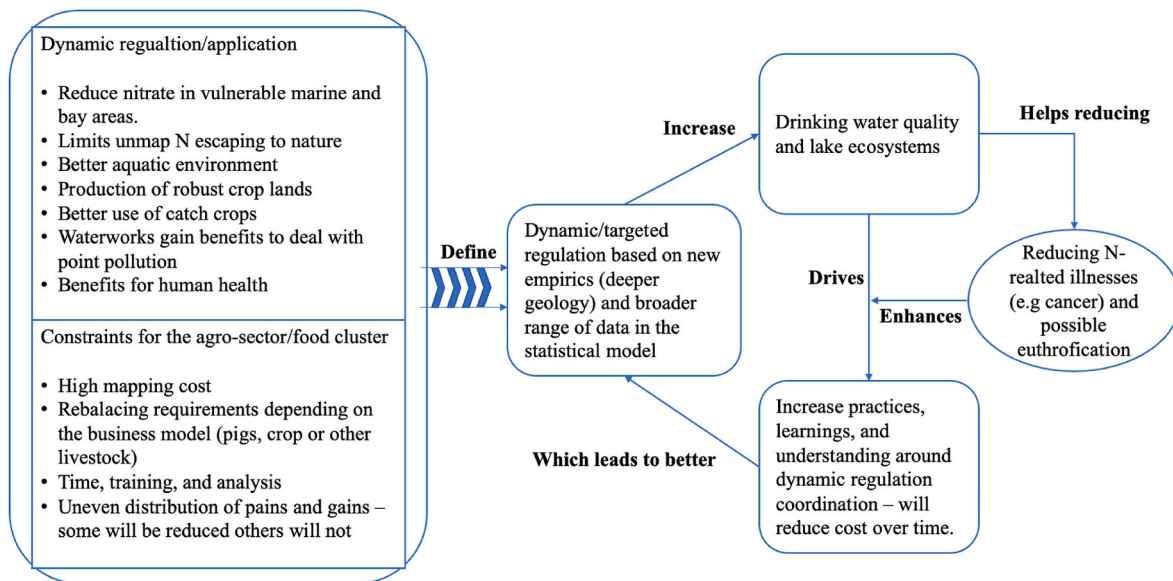 Dynamic regualtion/application
• Reduce nitrate in vulnerable marine and
bay areas.
• Limits unmap N escaping to nature
• Better aquatic environment
• Production of robust crop lands
• Better use of catch crops
• Waterworks gain benefits to deal with
point pollution
• Benefits for human health
Constraints for the agro-sector/food cluster
• High mapping cost
• Rebalacing requirements depending on
the business model (pigs, crop or other
livestock)
• Time, training, and analysis
• Uneven distribution of pains and gains –
some will be reduced others will not
Define
Dynamic/targeted
regulation based on new
empirics (deeper
geology) and broader
range of data in the
statistical model
Increase
Drinking water quality
and lake ecosystems
Helps reducing
Reducing N-
realted illnesses
(e.g cancer) and
possible
euthrofication
Drives
Enhances
Increase practices,
learnings, and
understanding around
dynamic regulation
coordination – will
reduce cost over time.
Which leads to better